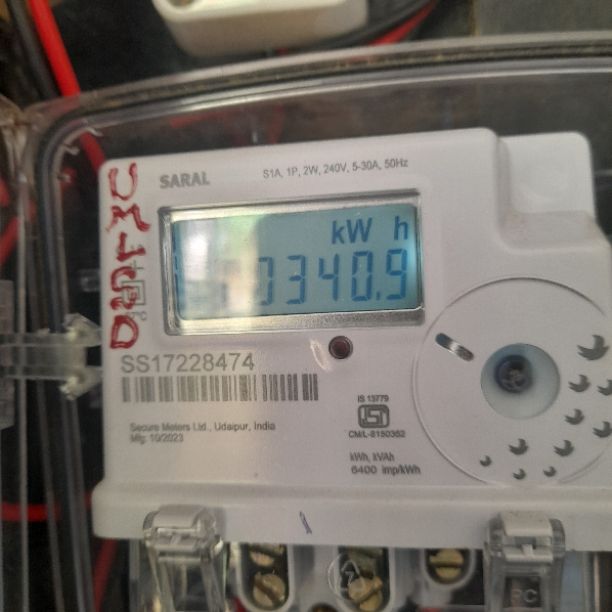 SARAL
S1A, 1P, 2W, 240V, 5-30A, 50Hz
kW h
0340.9
SS17228474
Secure Meters Ltd., Udaipur, India
Mfg: 10/2023
IS 13779
ISI
CM/L-8150352
kWh, kVAh
6400 imp/kWh